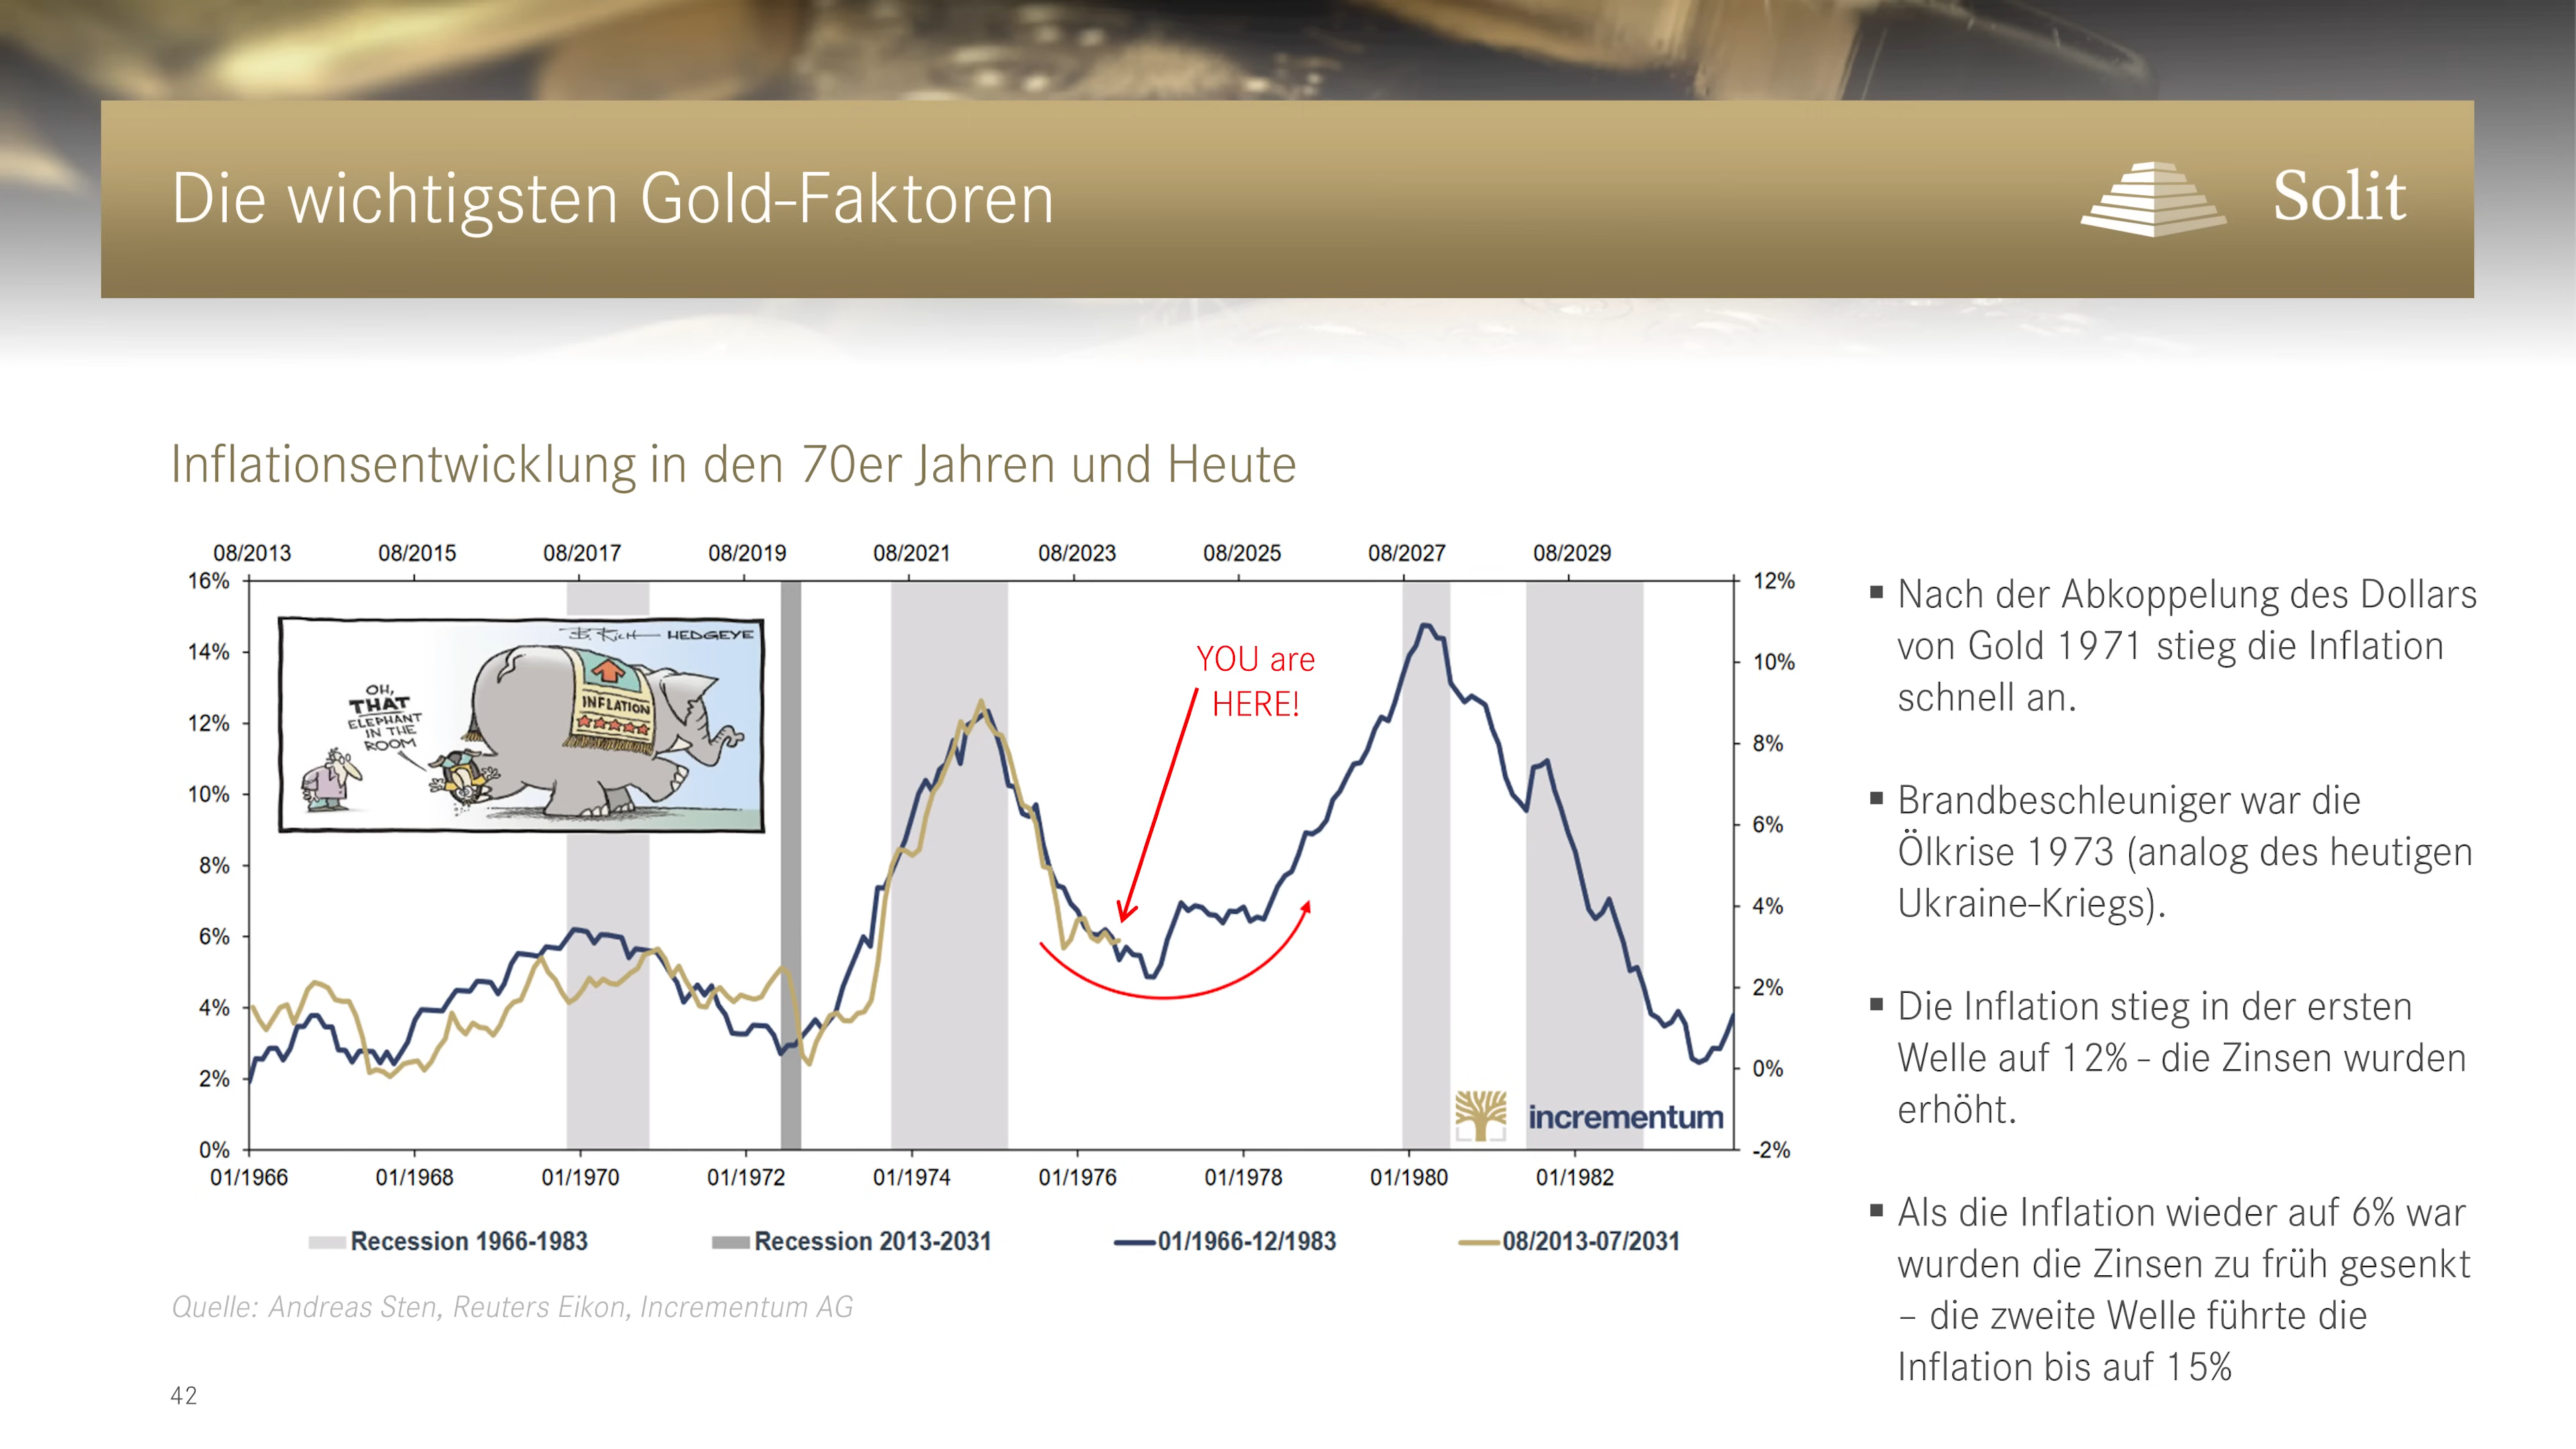 Die wichtigsten Gold-Faktoren
Solit
Inflationsentwicklung in den 70er Jahren und Heute
08/2013 08/2015 08/2017 08/2019 08/2021 08/2023 08/2025 08/2027 08/2029
16%
14%
12%
10%
8%
6%
4%
2%
0%
12%
10%
8%
6%
4%
2%
0%
-2%
B. Rich HEDGEYE
OH,
THAT
ELEPHANT
IN THE
ROOM
INFLATION
YOU are
HERE!
incrementum
01/1966 01/1968 01/1970 01/1972 01/1974 01/1976 01/1978 01/1980 01/1982
Recession 1966-1983 Recession 2013-2031 01/1966-12/1983 08/2013-07/2031
Quelle: Andreas Sten, Reuters Eikon, Incrementum AG
▪ Nach der Abkoppelung des Dollars
von Gold 1971 stieg die Inflation
schnell an.
▪ Brandbeschleuniger war die
Ölkrise 1973 (analog des heutigen
Ukraine-Kriegs).
▪ Die Inflation stieg in der ersten
Welle auf 12% - die Zinsen wurden
erhöht.
▪ Als die Inflation wieder auf 6% war
wurden die Zinsen zu früh gesenkt
– die zweite Welle führte die
Inflation bis auf 15%
42